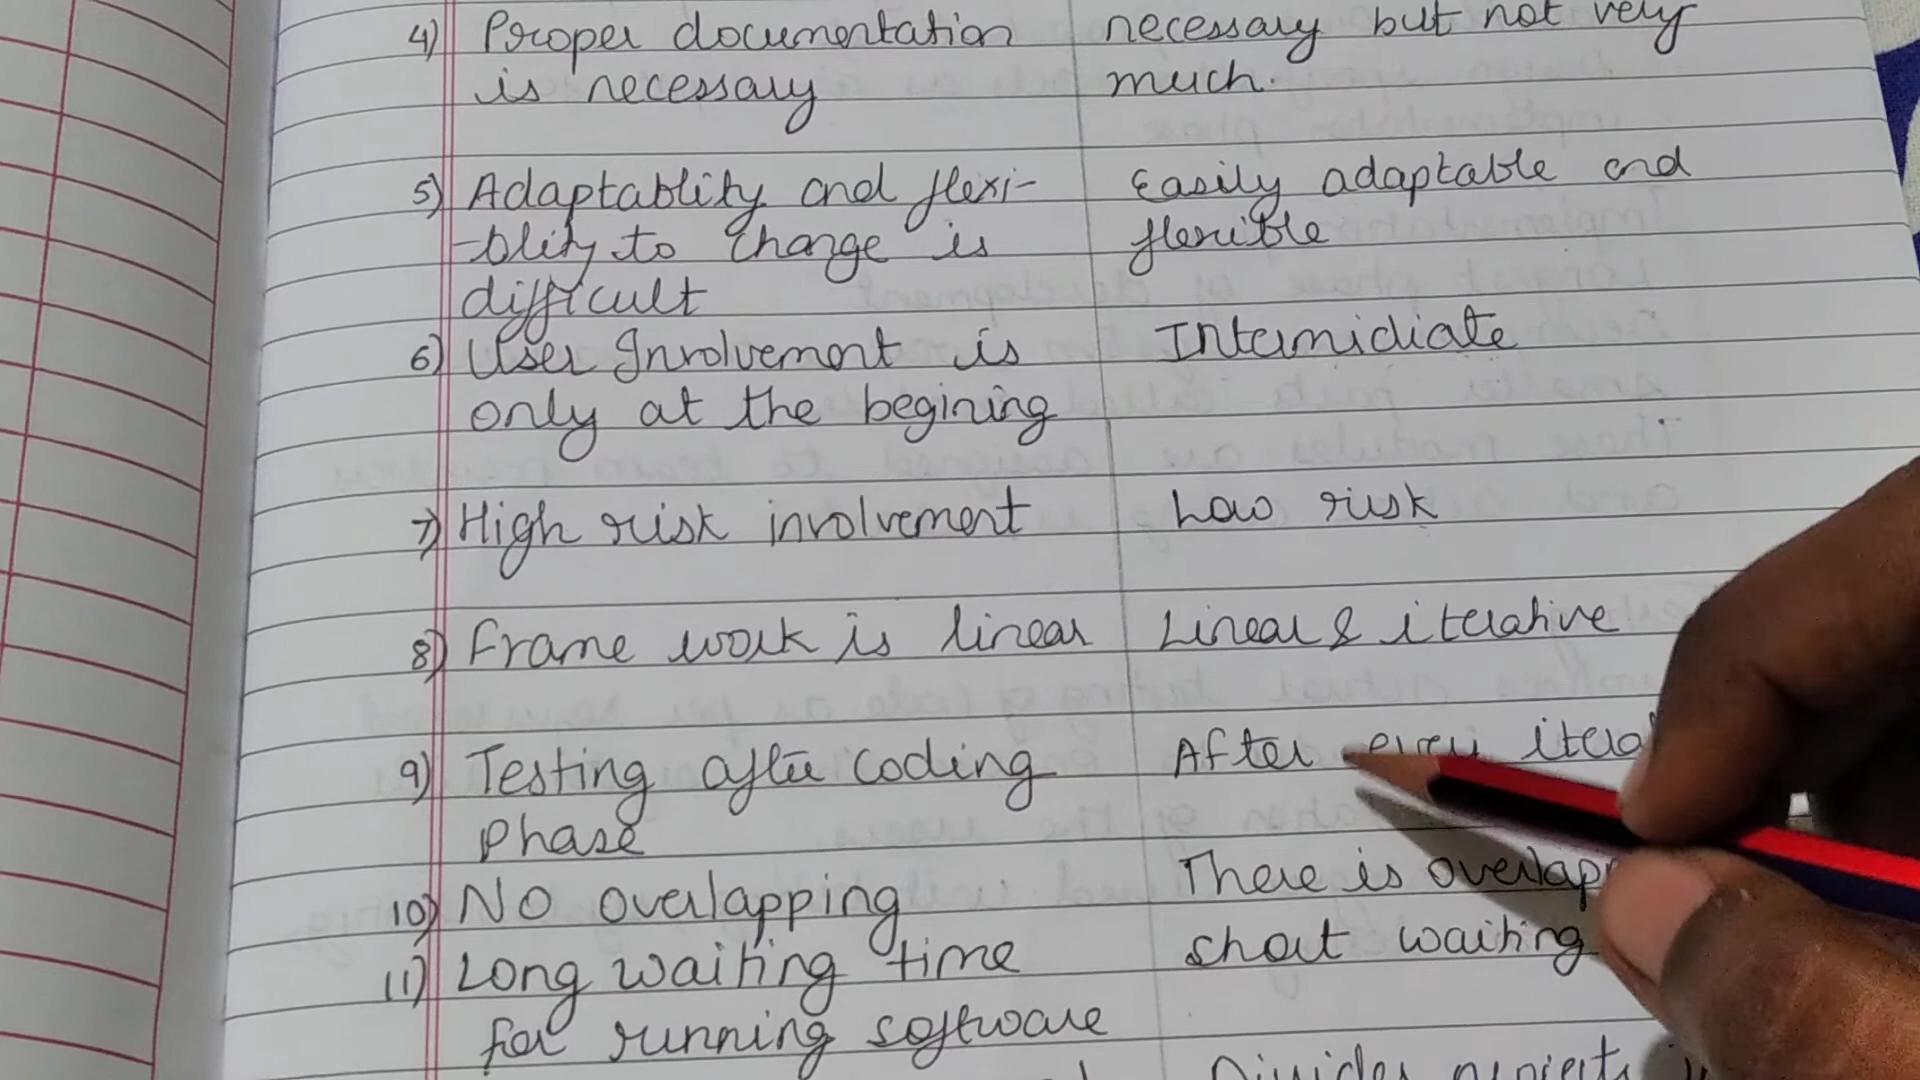 4) Proper documentation necessary but not very
is necessary much.
5) Adaptablity and flexi- Easily adaptable and
-blity to change is flexible
difficult
6) User Involvement is Intermidiate
only at the begining
7) High risk involvement Low risk
8) Frame work is linear Linear & iterative
9) Testing after coding After every
phase
10) No overlapping There is
11) Long waiting time short waiting
for running software
Divides